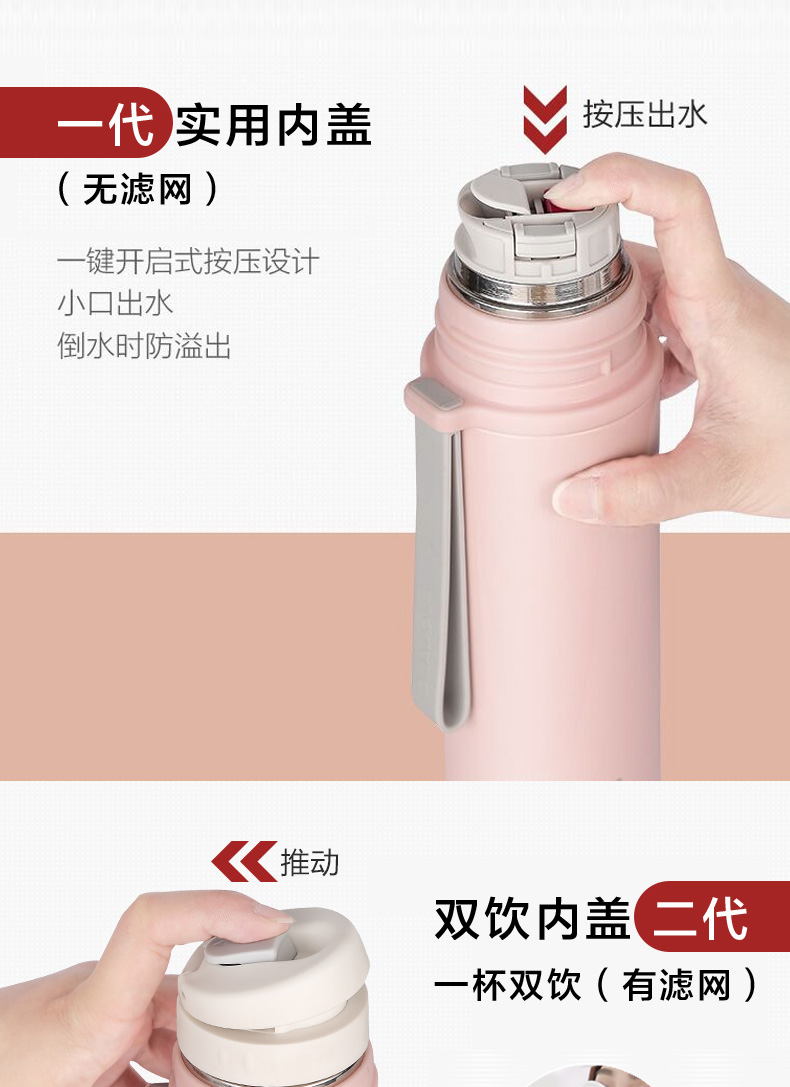 一代 实用内盖
（无滤网）
按压出水
一键开启式按压设计
小口出水
倒水时防溢出
推动
双饮内盖 二代
一杯双饮（有滤网）